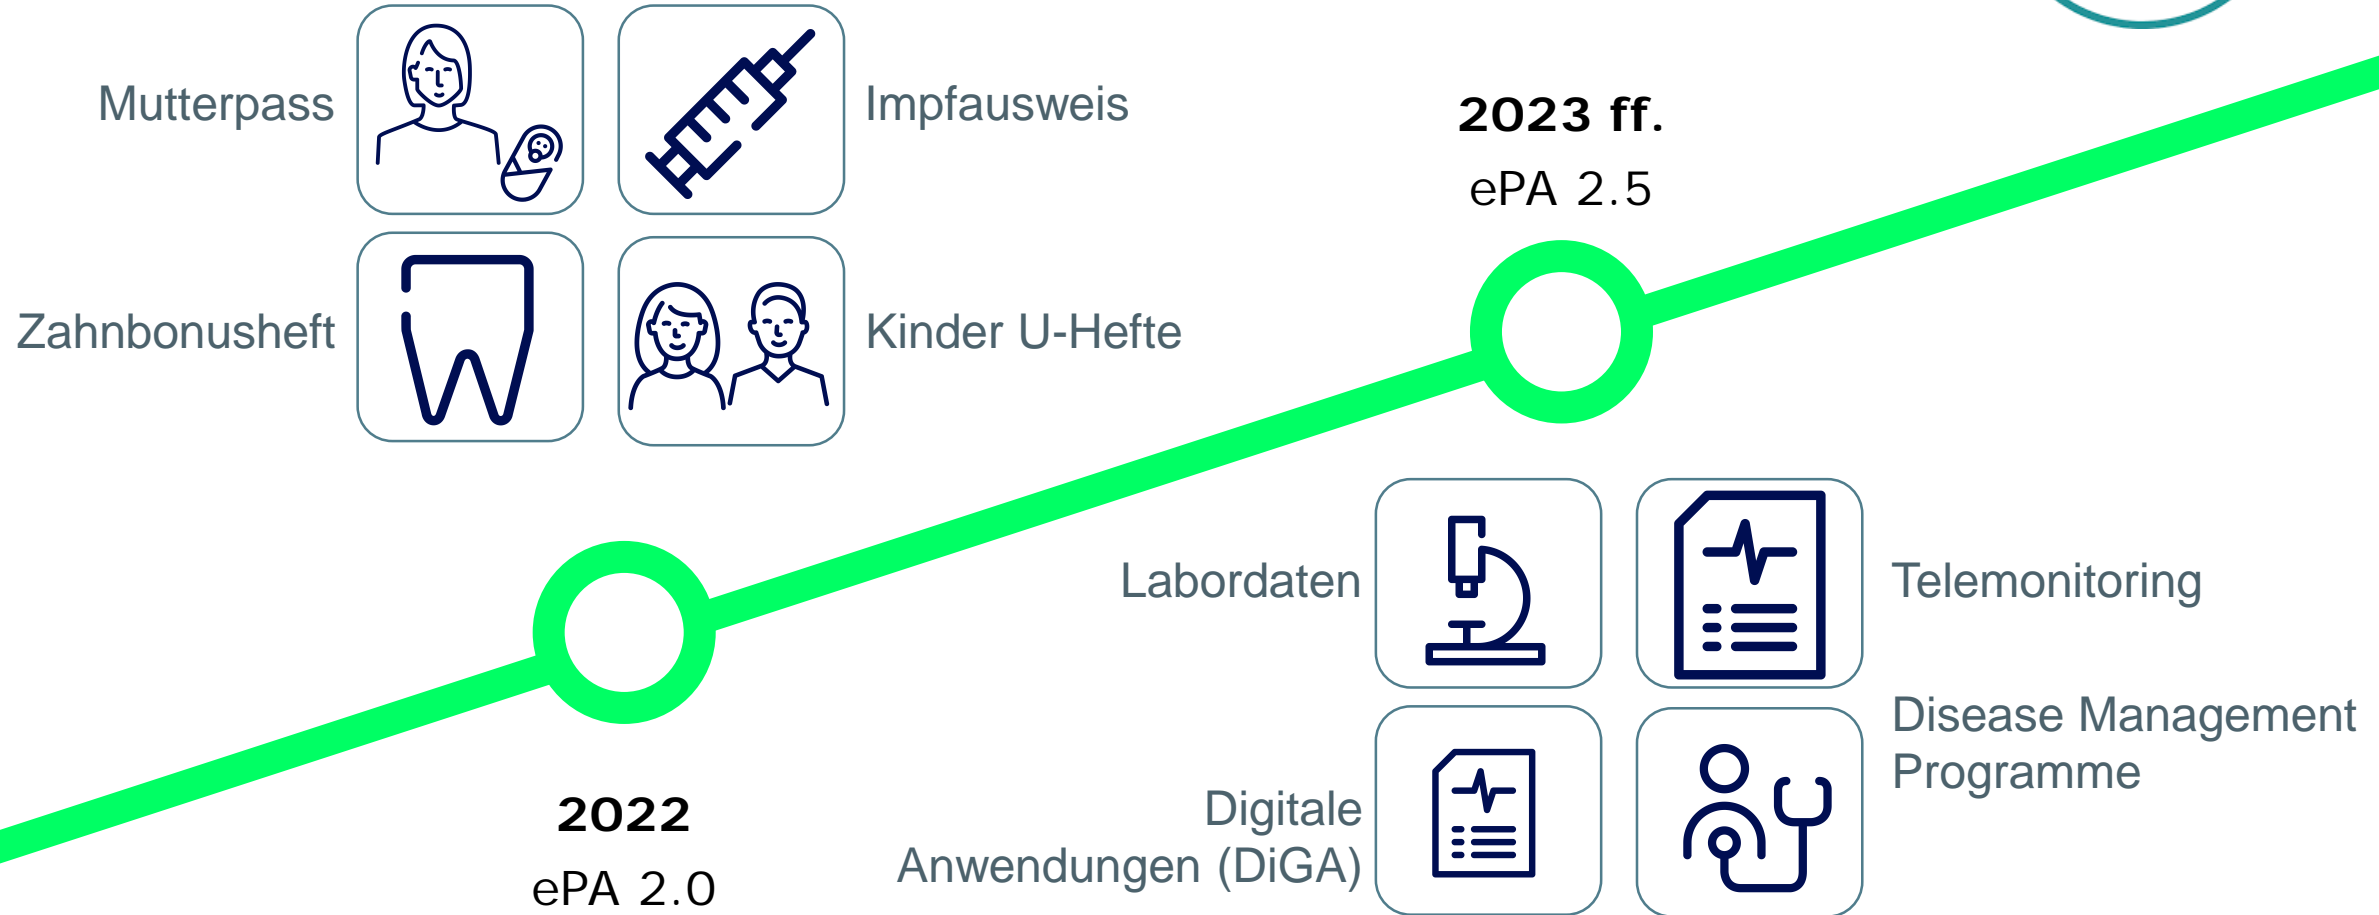 Mutterpass
Impfausweis
Zahnbonusheft
Kinder U-Hefte
2022
ePA 2.0
2023 ff.
ePA 2.5
Labordaten
Telemonitoring
Digitale
Anwendungen (DiGA)
Disease Management
Programme